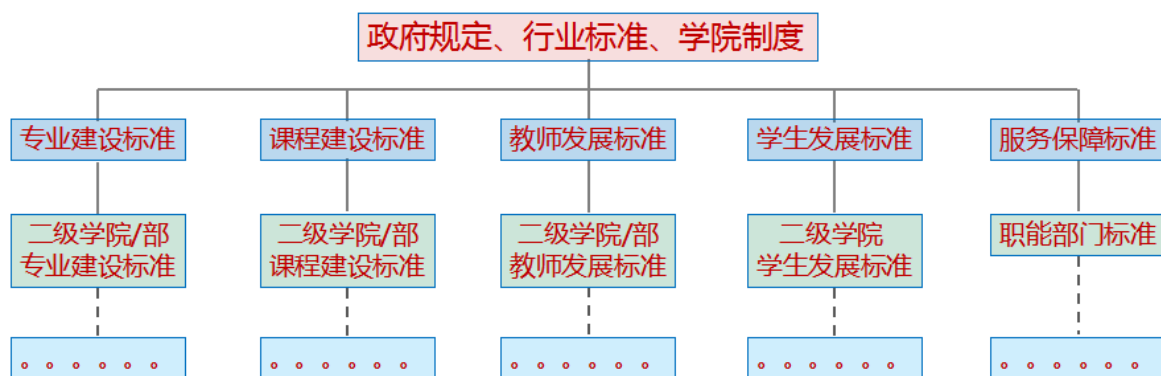 政府规定、行业标准、学院制度
专业建设标准
课程建设标准
教师发展标准
学生发展标准
服务保障标准
二级学院/部
专业建设标准
二级学院/部
课程建设标准
二级学院/部
教师发展标准
二级学院
学生发展标准
职能部门标准
。。。。。。
。。。。。。
。。。。。。
。。。。。。
。。。。。。